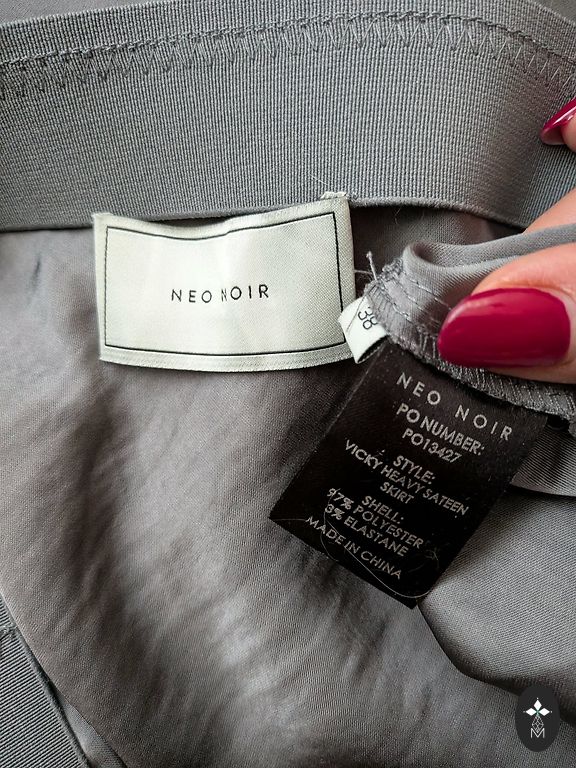 NEO NOIR
38
NEO NOIR
PO NUMBER:
PO13427
STYLE:
VICKY HEAVY SATEEN
SKIRT
SHELL:
97% POLYESTER
3% ELASTANE
MADE IN CHINA
M